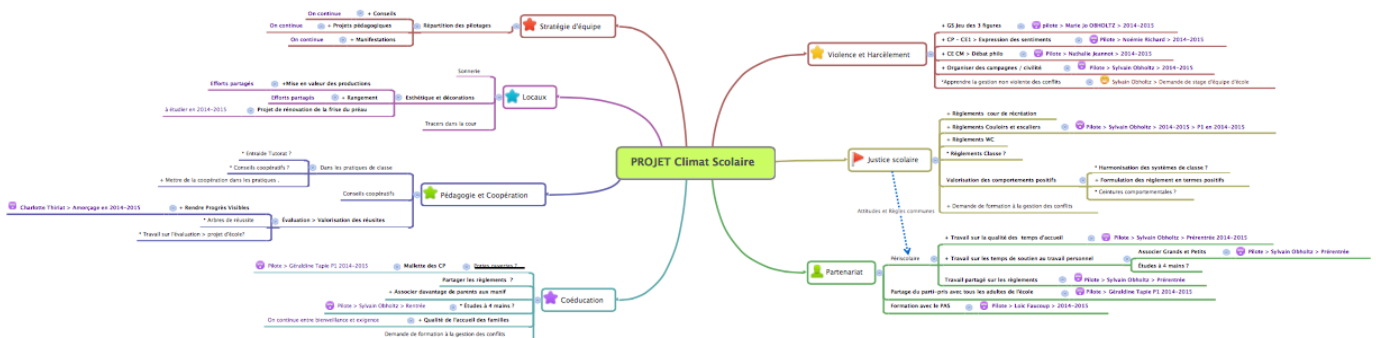 PROJET Climat Scolaire
Stratégie d'équipe
Répartition des pilotages
+ Conseils
On continue
+ Projets pédagogiques
On continue
+ Manifestations
On continue
Locaux
Sonnerie
Esthétique et décorations
+Mise en valeur des productions
Efforts partagés
+ Rangement
Efforts partagés
Projet de rénovation de la frise du préau
à étudier en 2014-2015
Tracers dans la cour
Pédagogie et Coopération
Dans les pratiques de classe
* Entraide Tutorat ?
* Conseils coopératifs ?
+ Mettre de la coopération dans les pratiques .
Conseils coopératifs
Évaluation > Valorisation des réussites
+ Rendre Progrès Visibles
Charlotte Thiriat > Amorçage en 2014-2015
* Arbres de réussite
* Travail sur l'évaluation > projet d'école?
Coéducation
Portes ouvertes ?
Mallette des CP
Pilote > Géraldine Tapie P1 2014-2015
Partager les règlements ?
+ Associer davantage de parents aux manif
* Études à 4 mains ?
Pilote > Sylvain Obholtz > Rentrée
+ Qualité de l'accueil des familles
On continue entre bienveillance et exigence
Demande de formation à la gestion des conflits
Violence et Harcèlement
+ GS Jeu des 3 figures
pilote > Marie Jo OBHOLTZ > 2014-2015
+ CP - CE1 > Expression des sentiments
Pilote > Noémie Richard > 2014-2015
+ CE CM > Débat philo
Pilote > Nathalie Jeannot > 2014-2015
+ Organiser des campagnes / civilité
Pilote > Sylvain Obholtz > 2014-2015
*Apprendre la gestion non violente des conflits
Sylvain Obholtz > Demande de stage d'équipe d'école
Justice scolaire
+ Règlements cour de récréation
+ Règlements Couloirs et escaliers
Pilote > Sylvain Obholtz > 2014-2015 > P1 en 2014-2015
+ Règlements WC
* Règlements Classe ?
Valorisation des comportements positifs
* Harmonisation des systèmes de classe ?
+ Formulation des règlement en termes positifs
* Ceintures comportementales ?
+ Demande de formation à la gestion des conflits
Attitudes et Règles communes
Partenariat
Périscolaire
+ Travail sur la qualité des temps d'accueil
Pilote > Sylvain Obholtz > Prérentrée 2014-2015
+ Travail sur les temps de soutien au travail personnel
Associer Grands et Petits
Pilote > Sylvain Obholtz > Prérentrée
Études à 4 mains ?
Travail partagé sur les règlements
Pilote > Sylvain Obholtz > Prérentrée
Partage du parti-pris avec tous les adultes de l'école
Pilote > Géraldine Tapie P1 2014-2015
Formation avec le PAS
Pilote > Loïc Faucoup > 2014-2015